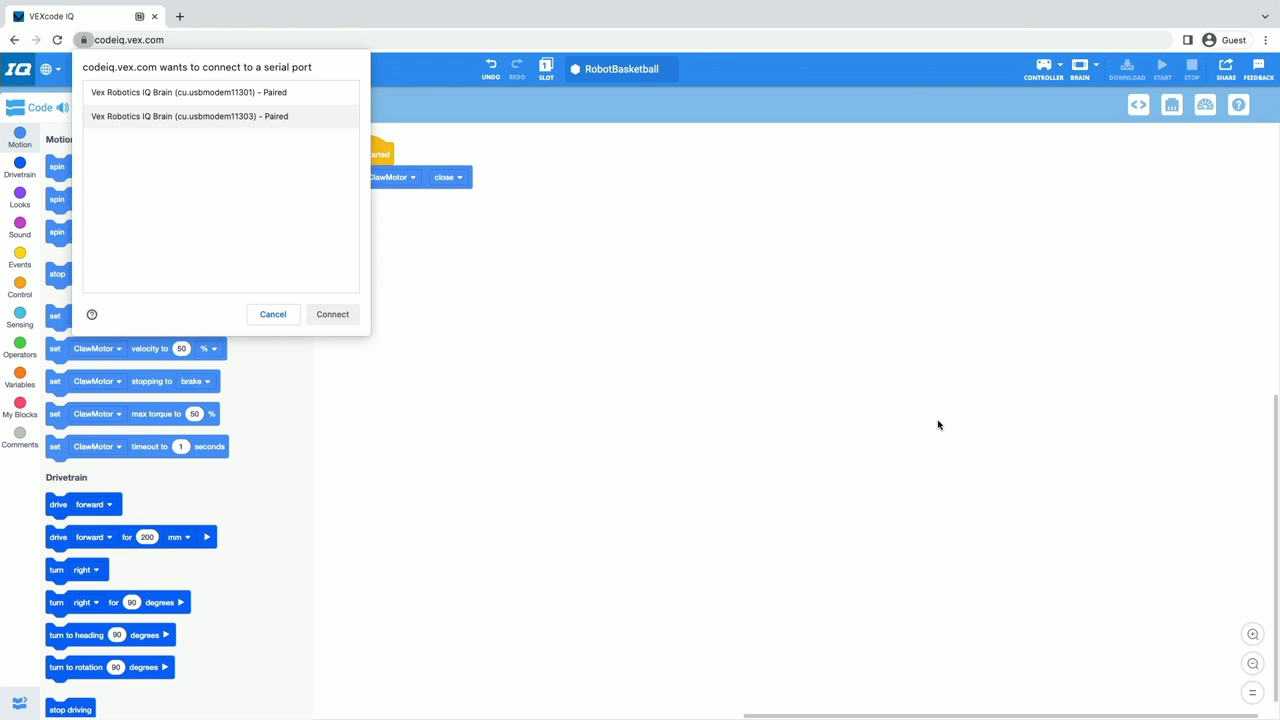 VEXcode IQ
codeiq.vex.com
Guest
codeiq.vex.com wants to connect to a serial port
Vex Robotics IQ Brain (cu.usbmodem11301) - Paired
Vex Robotics IQ Brain (cu.usbmodem11303) - Paired
Cancel
Connect
IQ
UNDO
REDO
SLOT
1
RobotBasketball
CONTROLLER
BRAIN
DOWNLOAD
START
STOP
SHARE
FEEDBACK
Code
Motion
Drivetrain
Looks
Sound
Events
Control
Sensing
Operators
Variables
My Blocks
Comments
Motion
spin
spin
spin
stop
set
set ClawMotor velocity to 50 %
set ClawMotor stopping to brake
set ClawMotor max torque to 50 %
set ClawMotor timeout to 1 seconds
Drivetrain
drive forward
drive forward for 200 mm
turn right
turn right for 90 degrees
turn to heading 90 degrees
turn to rotation 90 degrees
stop driving
arted
ClawMotor close